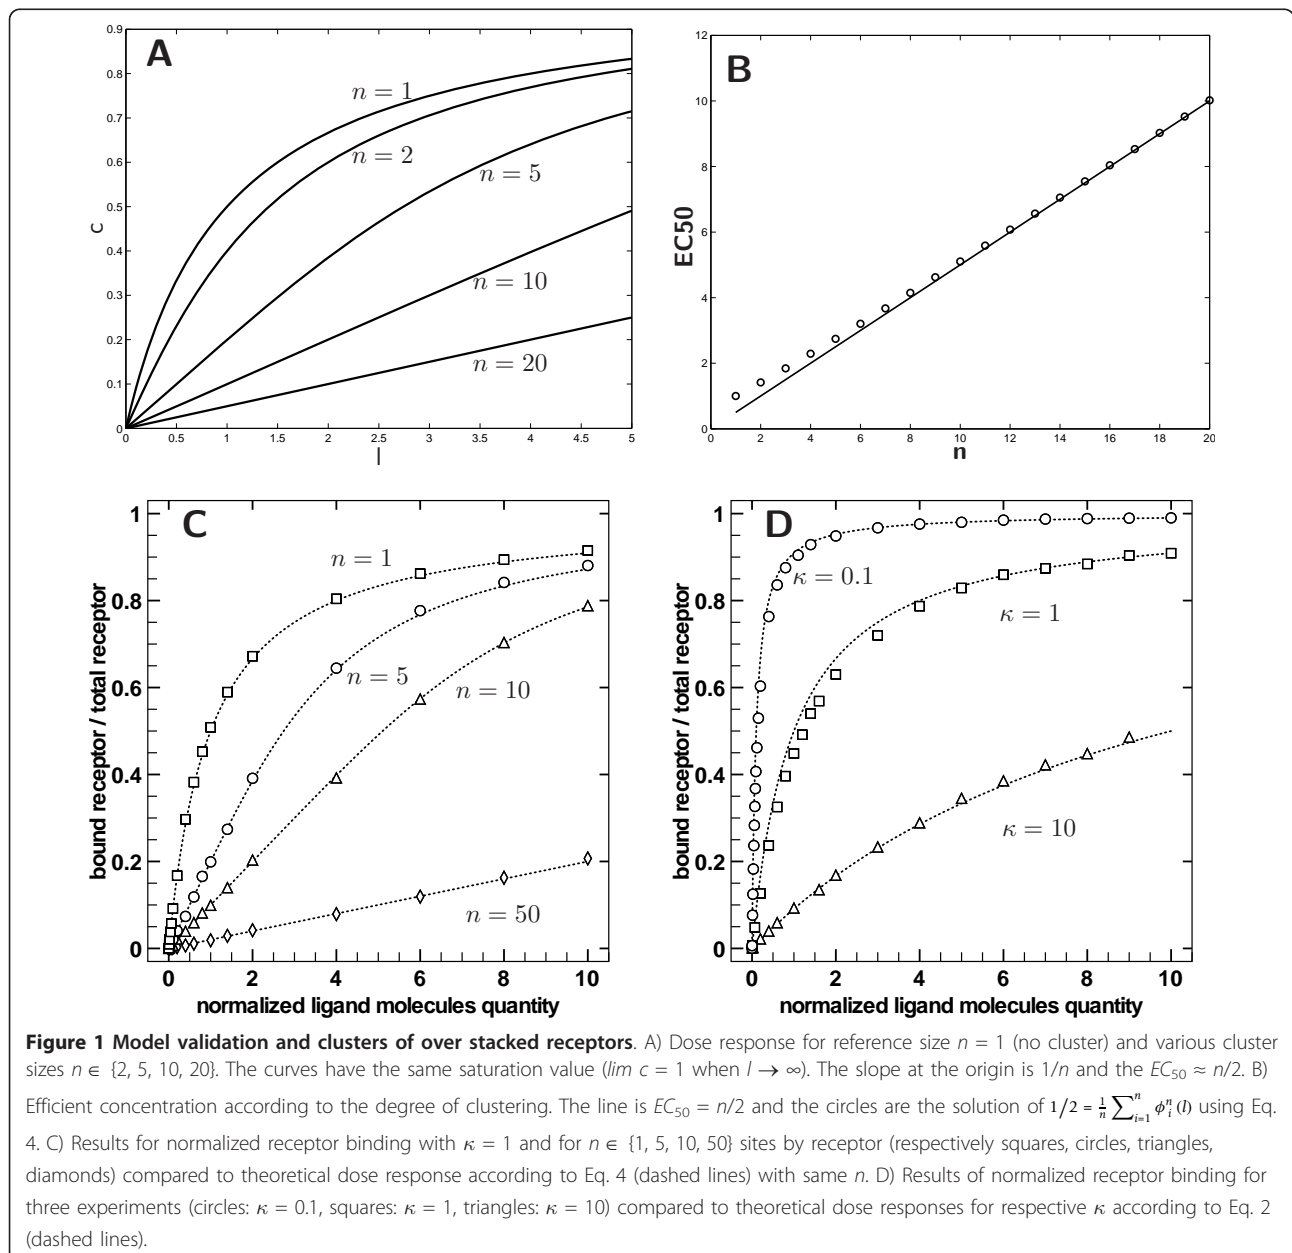 A
0.9
0.8
0.7
0.6
0.5
0.4
0.3
0.2
0.1
0
c
n = 1
n = 2
n = 5
n = 10
n = 20
0 0.5 1 1.5 2 2.5 3 3.5 4 4.5 5
l
B
12
10
8
6
4
2
0
EC50
0 2 4 6 8 10 12 14 16 18 20
n
C
1
0.8
0.6
0.4
0.2
0
bound receptor / total receptor
n = 1
n = 5
n = 10
n = 50
0 2 4 6 8 10
normalized ligand molecules quantity
D
1
0.8
0.6
0.4
0.2
0
bound receptor / total receptor
κ = 0.1
κ = 1
κ = 10
0 2 4 6 8 10
normalized ligand molecules quantity
Figure 1 Model validation and clusters of over stacked receptors. A) Dose response for reference size n = 1 (no cluster) and various cluster
sizes n ∈ {2, 5, 10, 20}. The curves have the same saturation value (lim c = 1 when l → ∞). The slope at the origin is 1/n and the EC₅₀ ≈ n/2. B)
Efficient concentration according to the degree of clustering. The line is EC₅₀ = n/2 and the circles are the solution of 1/2 = 1/n ∑ⁿᵢ₌₁ ϕⁿᵢ(l) using Eq.
4. C) Results for normalized receptor binding with κ = 1 and for n ∈ {1, 5, 10, 50} sites by receptor (respectively squares, circles, triangles,
diamonds) compared to theoretical dose response according to Eq. 4 (dashed lines) with same n. D) Results of normalized receptor binding for
three experiments (circles: κ = 0.1, squares: κ = 1, triangles: κ = 10) compared to theoretical dose responses for respective κ according to Eq. 2
(dashed lines).